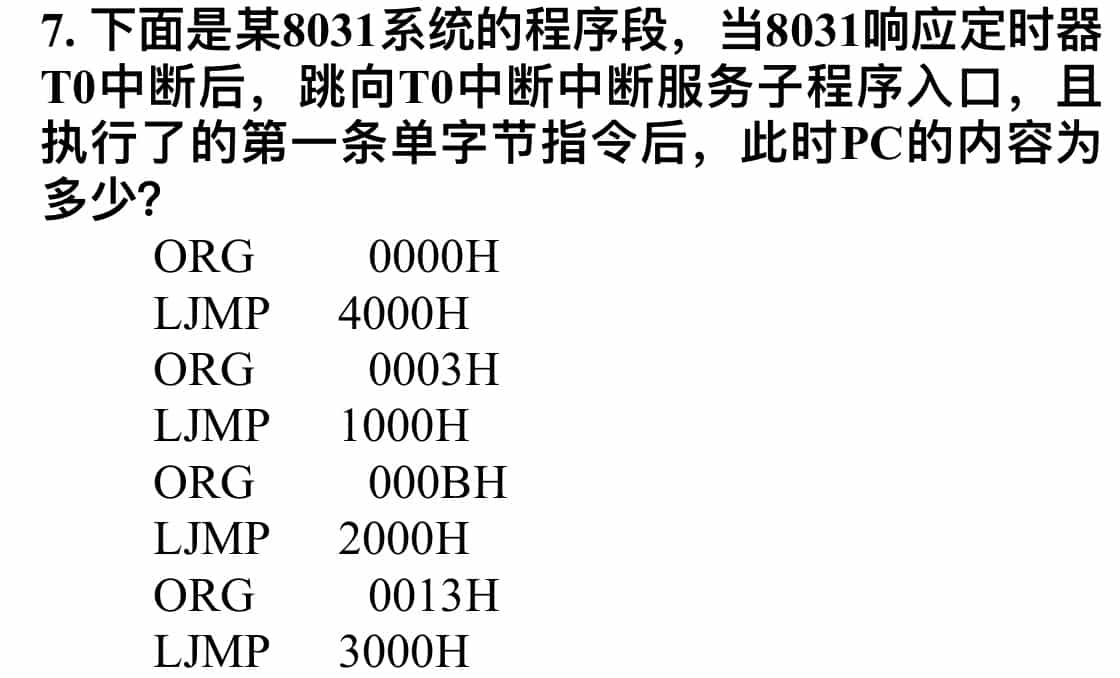 7. 下面是某8031系统的程序段，当8031响应定时器
T0中断后，跳向T0中断中断服务子程序入口，且
执行了的第一条单字节指令后，此时PC的内容为
多少?
ORG 0000H
LJMP 4000H
ORG 0003H
LJMP 1000H
ORG 000BH
LJMP 2000H
ORG 0013H
LJMP 3000H